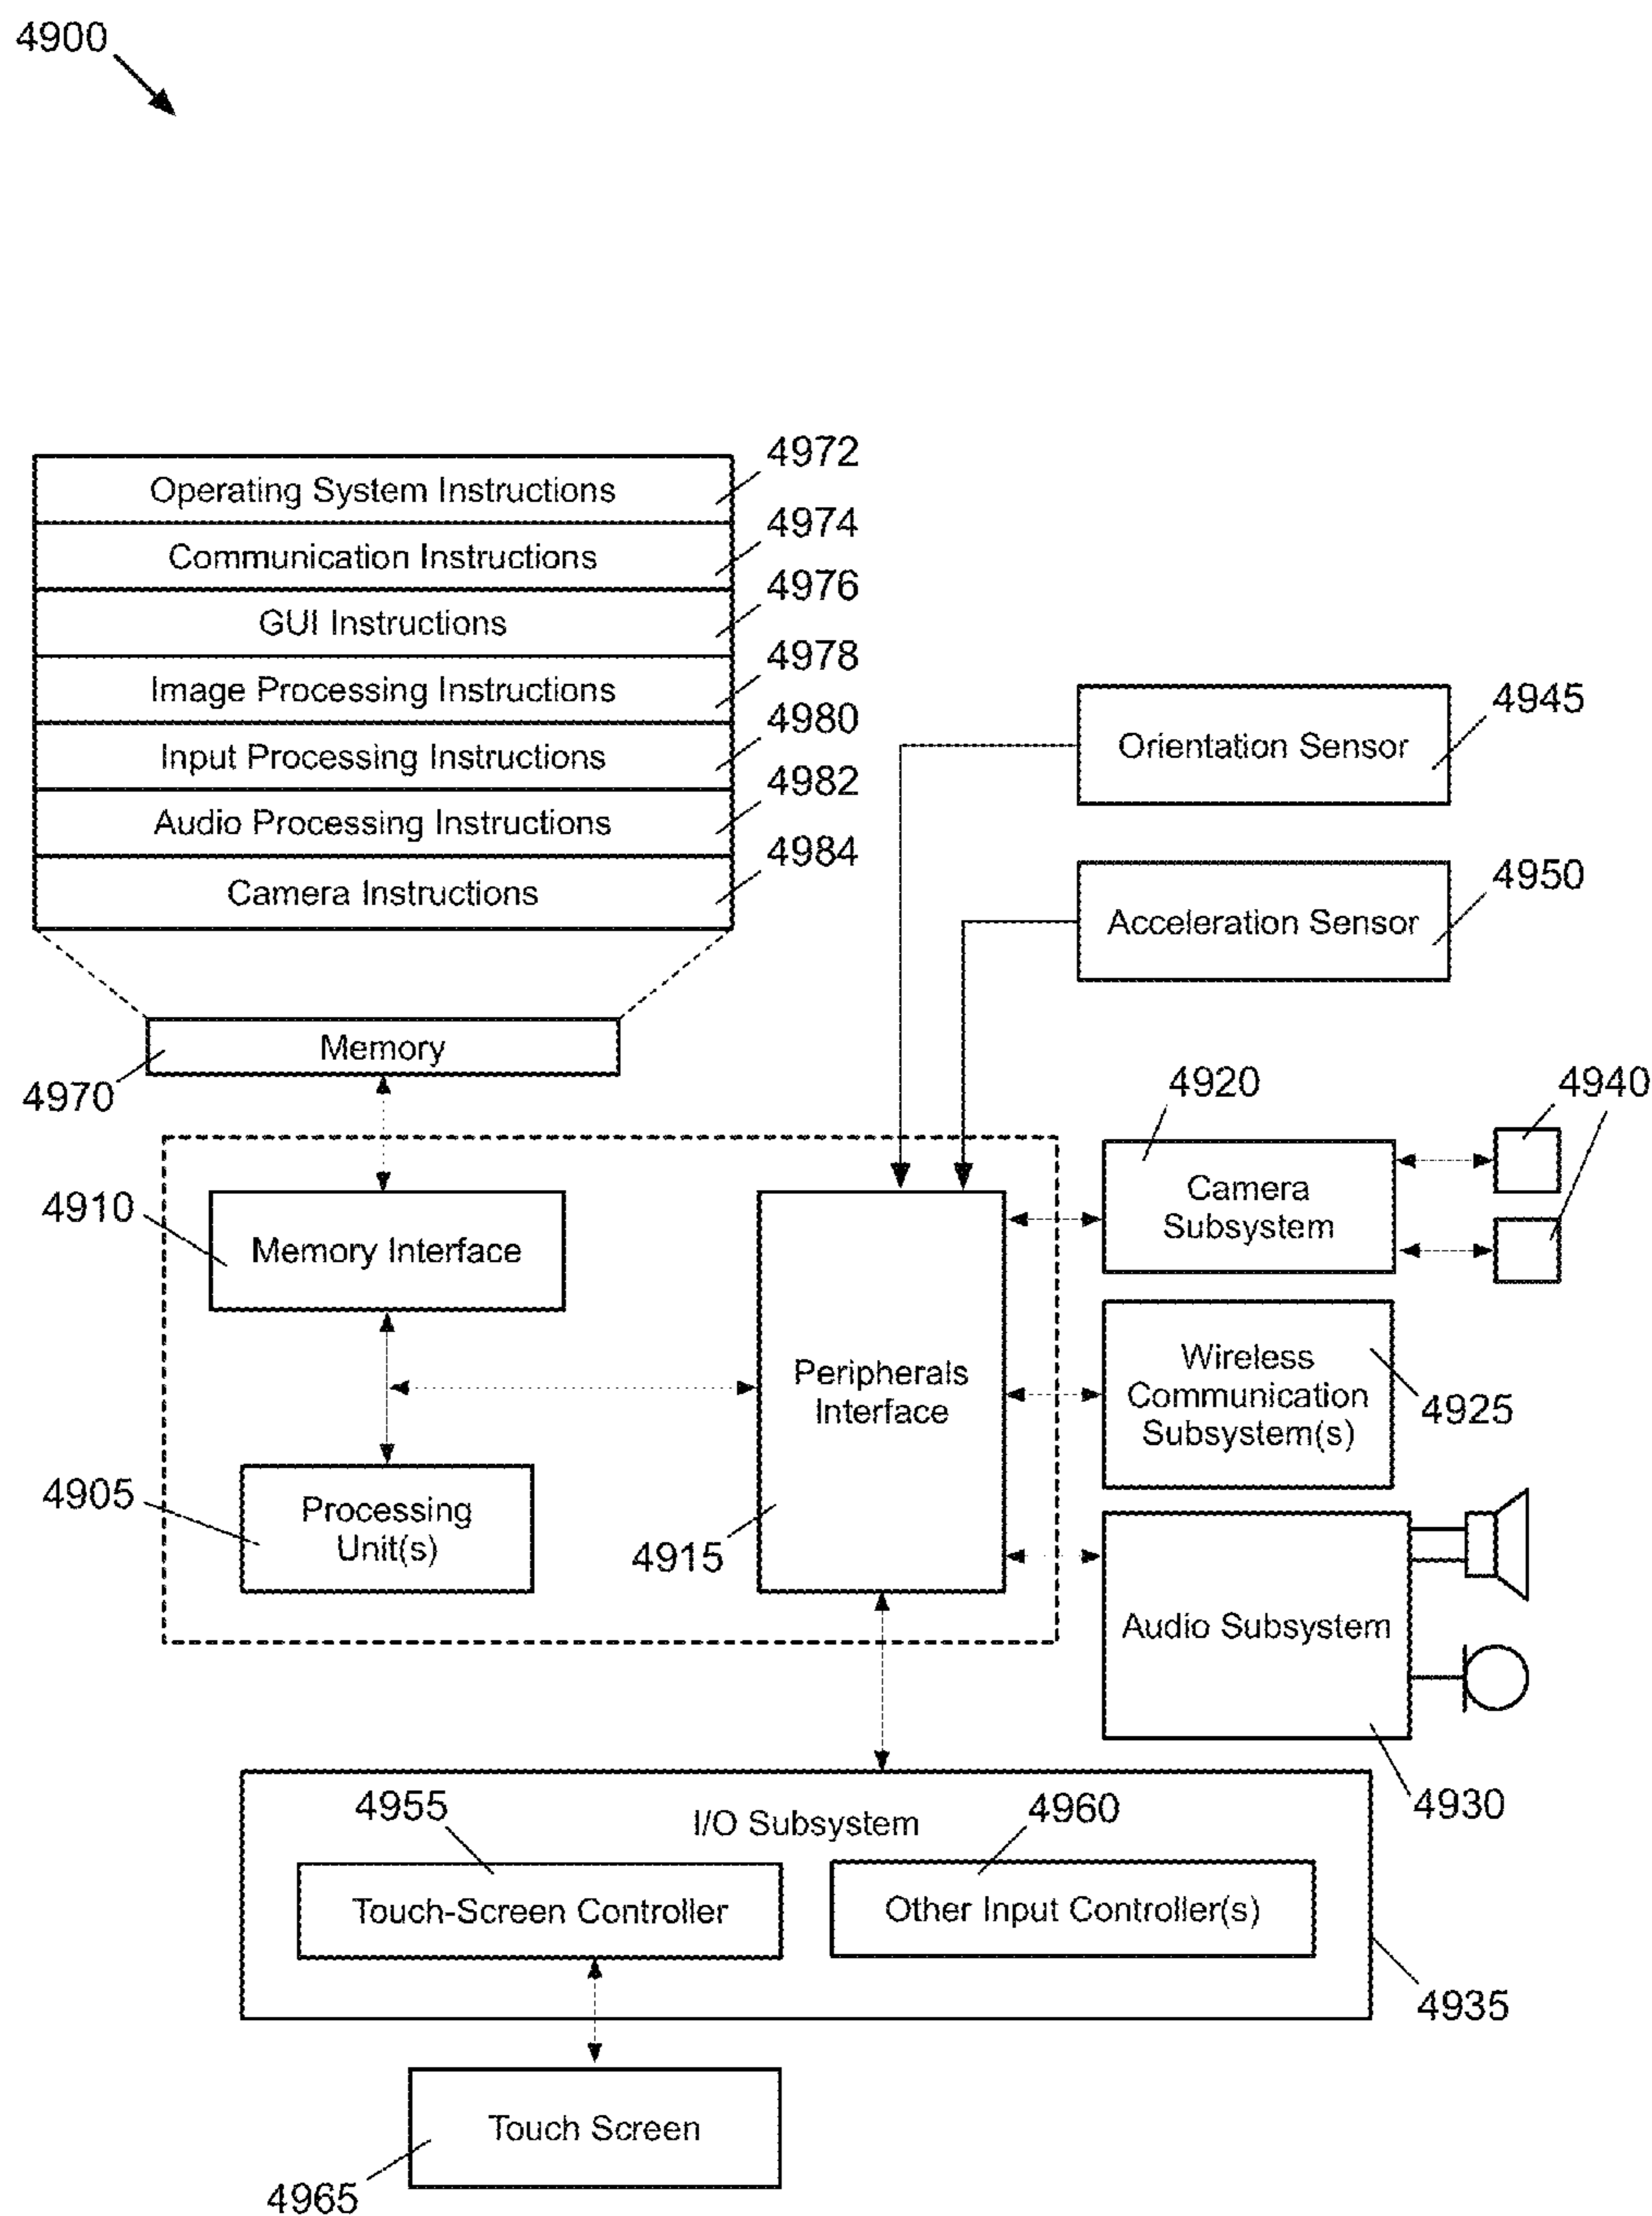 4900
4972
Operating System Instructions
4974
Communication Instructions
4976
GUI Instructions
4978
Image Processing Instructions
4980
Input Processing Instructions
4982
Audio Processing Instructions
4984
Camera Instructions
4945
Orientation Sensor
4950
Acceleration Sensor
Memory
4970
4920
4940
Camera
Subsystem
4910
Memory Interface
Peripherals
Interface
4915
Wireless
Communication
Subsystem(s)
4925
4905
Processing
Unit(s)
Audio Subsystem
4930
I/O Subsystem
4955
4960
Touch-Screen Controller
Other Input Controller(s)
4935
Touch Screen
4965